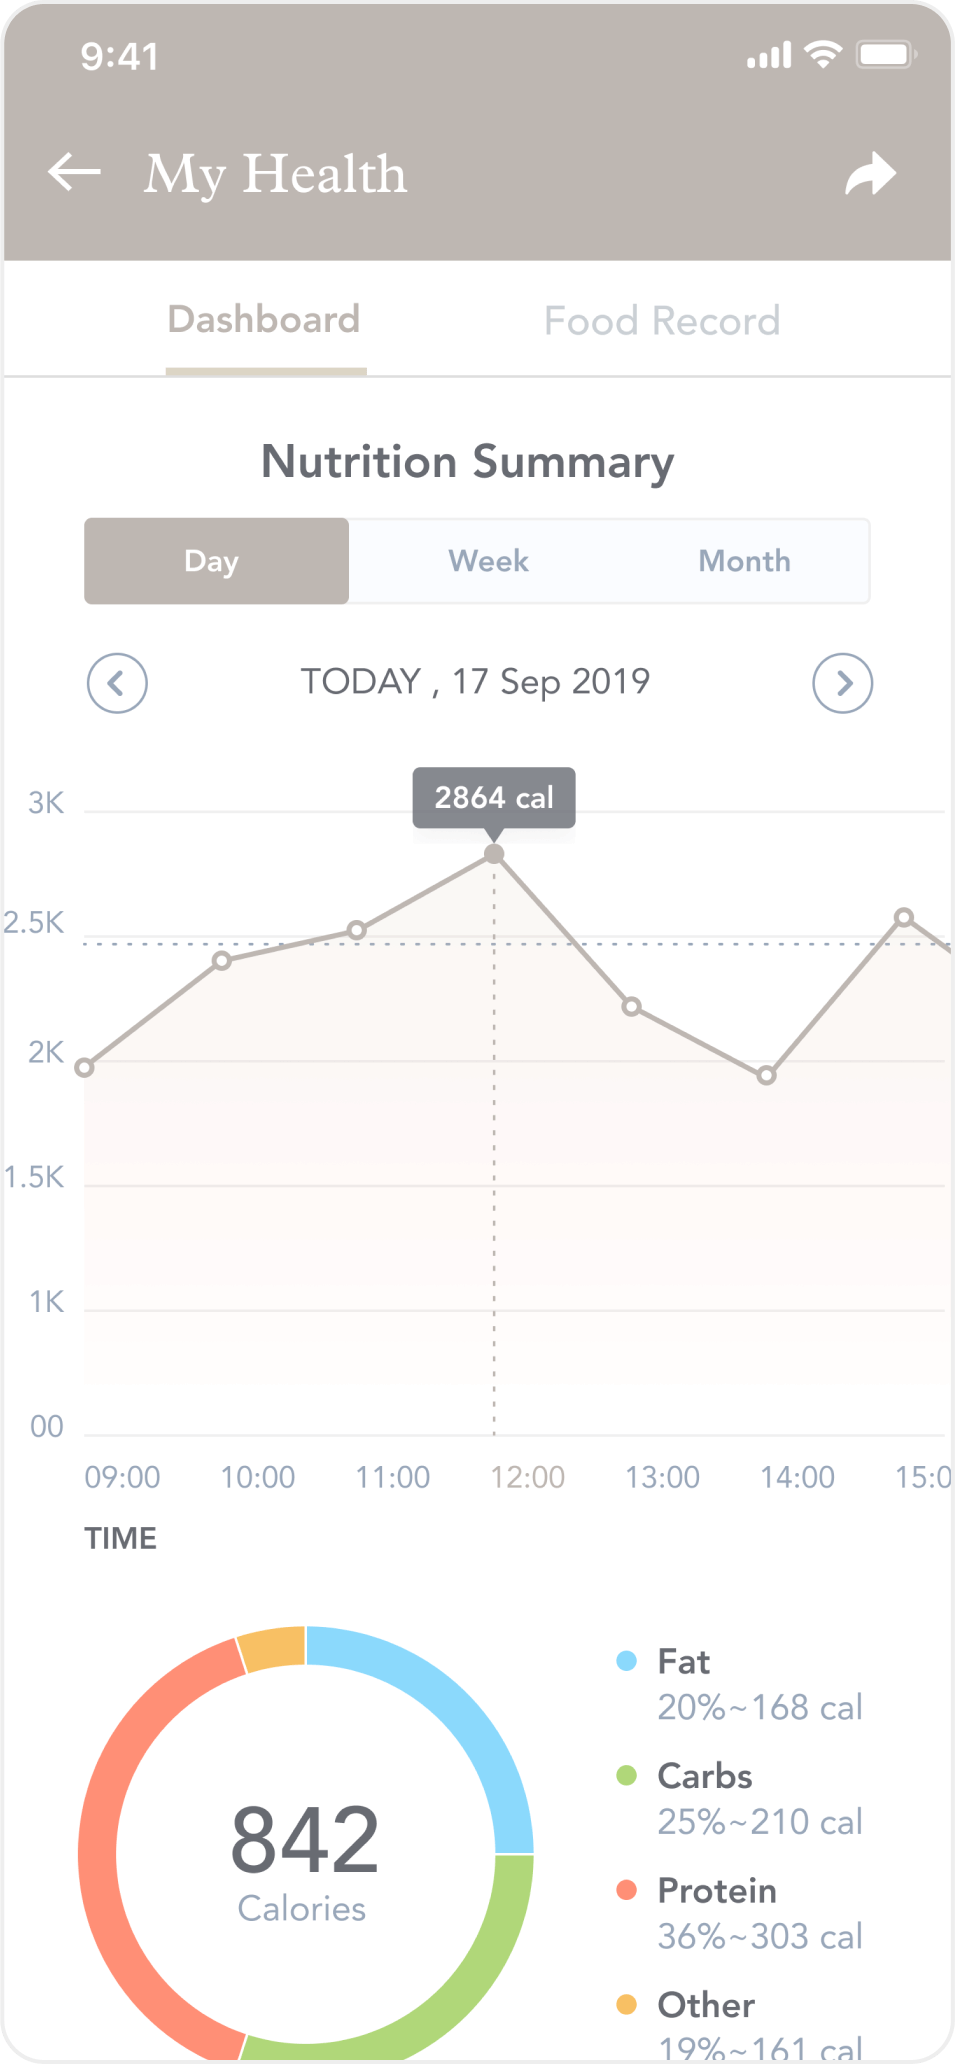 9:41
My Health
Dashboard
Food Record
Nutrition Summary
Day
Week
Month
TODAY , 17 Sep 2019
2864 cal
3K
2.5K
2K
1.5K
1K
00
09:00
10:00
11:00
12:00
13:00
14:00
15:0
TIME
842
Calories
Fat
20%~168 cal
Carbs
25%~210 cal
Protein
36%~303 cal
Other
19%~161 cal